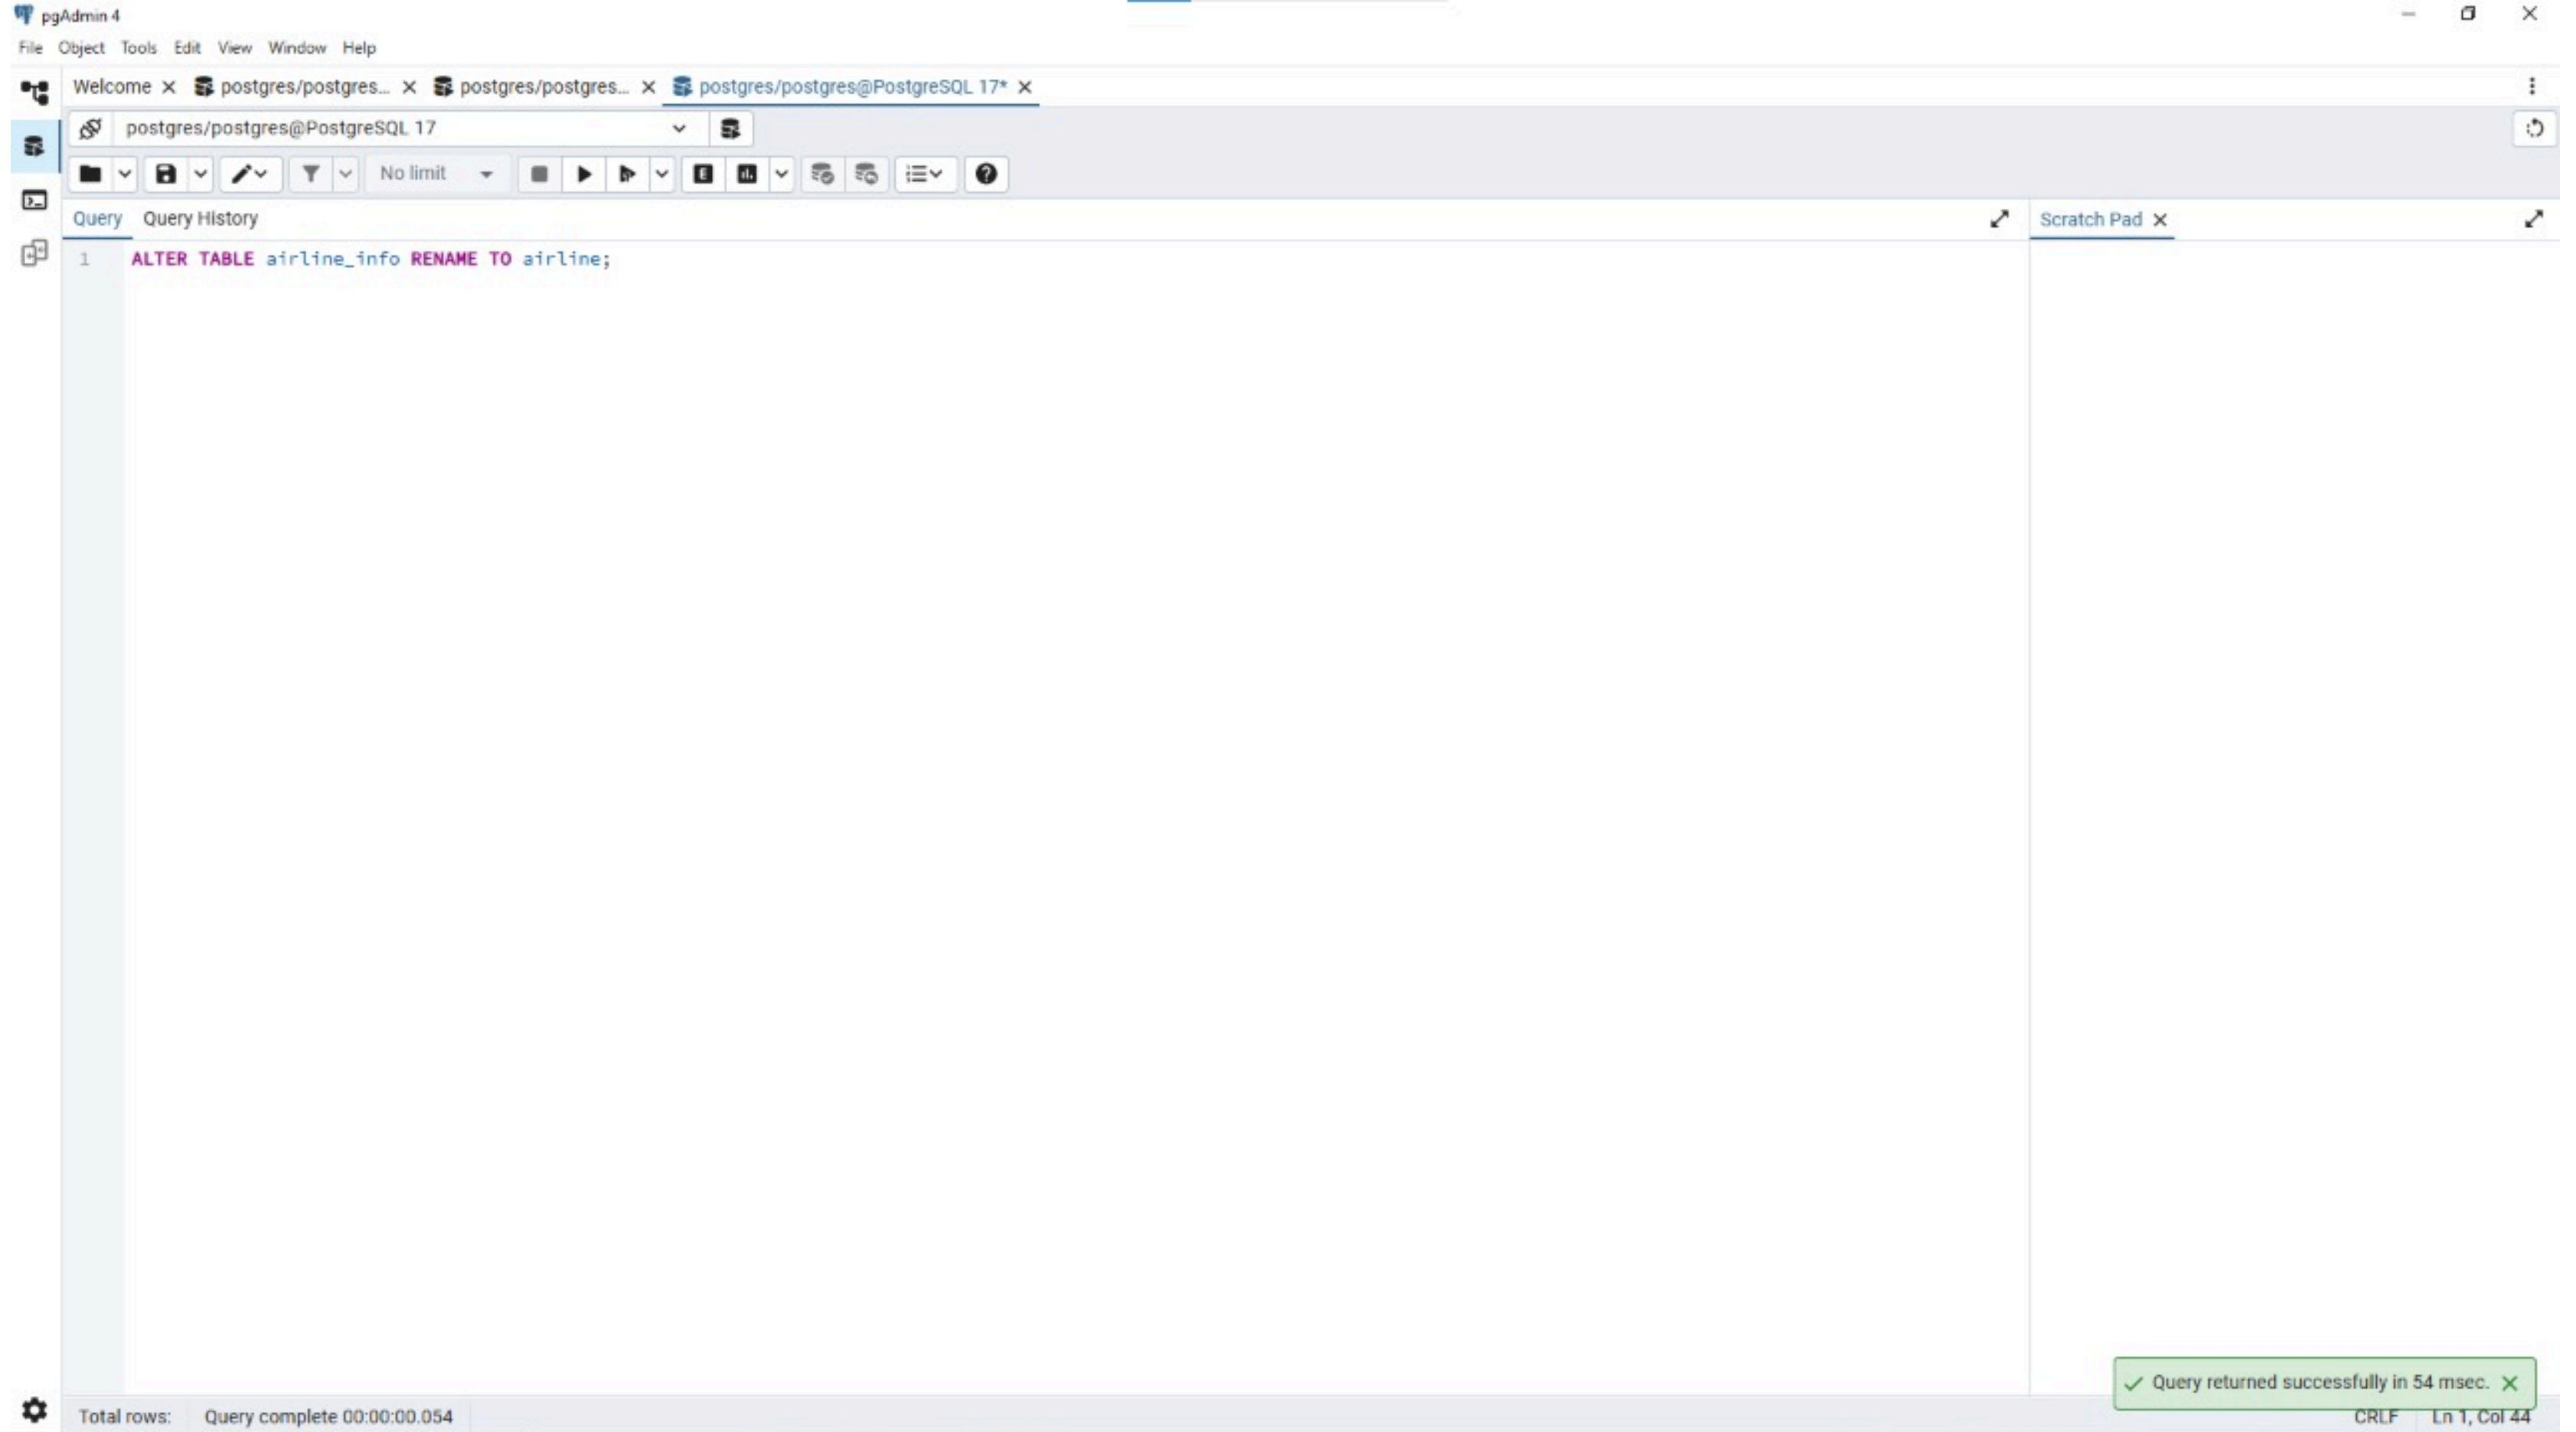 pgAdmin 4
File Object Tools Edit View Window Help
Welcome postgres/postgres... postgres/postgres... postgres/postgres@PostgreSQL 17*
postgres/postgres@PostgreSQL 17
No limit
Query Query History Scratch Pad
1 ALTER TABLE airline_info RENAME TO airline;
Query returned successfully in 54 msec.
Total rows: Query complete 00:00:00.054 CRLF Ln 1, Col 44